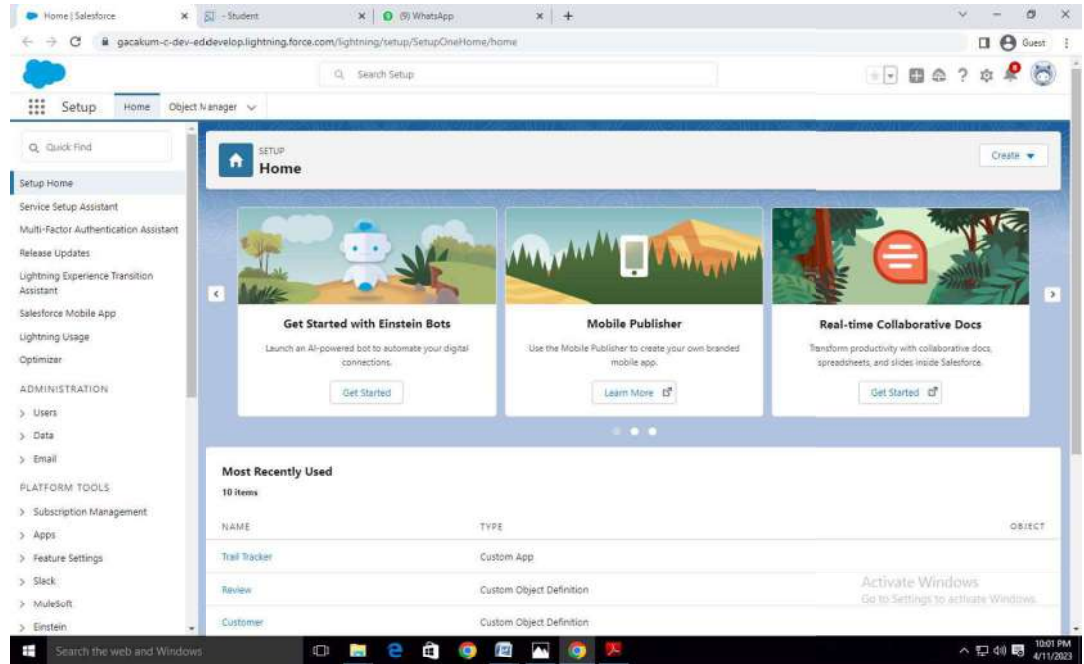 Home | Salesforce
- Student
(9) WhatsApp
gacakum-c-dev-ed.develop.lightning.force.com/lightning/setup/SetupOneHome/home
Guest
Search Setup
Setup
Home
Object Manager
Quick Find
SETUP
Home
Create
Setup Home
Service Setup Assistant
Multi-Factor Authentication Assistant
Release Updates
Lightning Experience Transition
Assistant
Salesforce Mobile App
Lightning Usage
Optimizer
ADMINISTRATION
Users
Data
Email
PLATFORM TOOLS
Subscription Management
Apps
Feature Settings
Slack
MuleSoft
Einstein
Get Started with Einstein Bots
Launch an AI-powered bot to automate your digital
connections.
Get Started
Mobile Publisher
Use the Mobile Publisher to create your own branded
mobile app.
Learn More
Real-time Collaborative Docs
Transform productivity with collaborative docs,
spreadsheets, and slides inside Salesforce.
Get Started
Most Recently Used
10 items
NAME TYPE OBJECT
Trail Tracker Custom App
Review Custom Object Definition
Customer Custom Object Definition
Activate Windows
Go to Settings to activate Windows.
Search the web and Windows
10:01 PM
4/11/2023